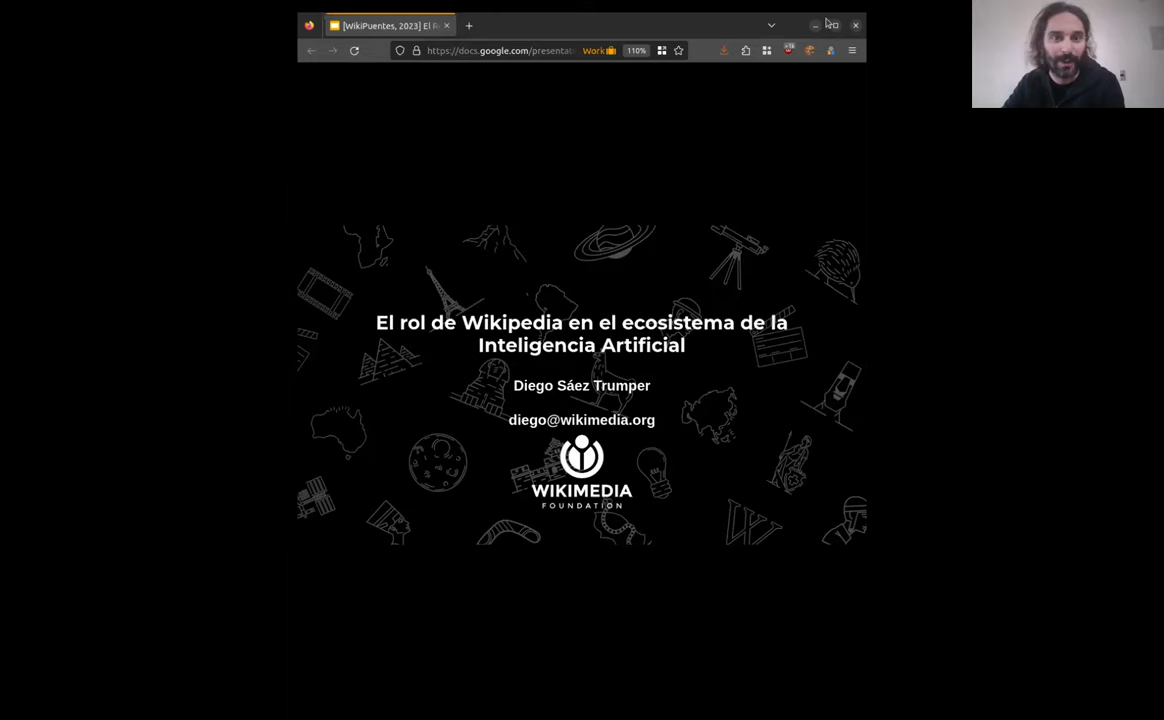 [WikiPuentes, 2023] El R
https://docs.google.com/presentat
Work
110%
El rol de Wikipedia en el ecosistema de la
Inteligencia Artificial
Diego Sáez Trumper
diego@wikimedia.org
WIKIMEDIA
FOUNDATION